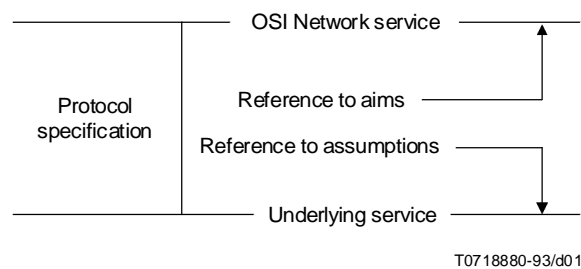 OSI Network service
Protocol
specification
Reference to aims
Reference to assumptions
Underlying service
T0718880-93/d01